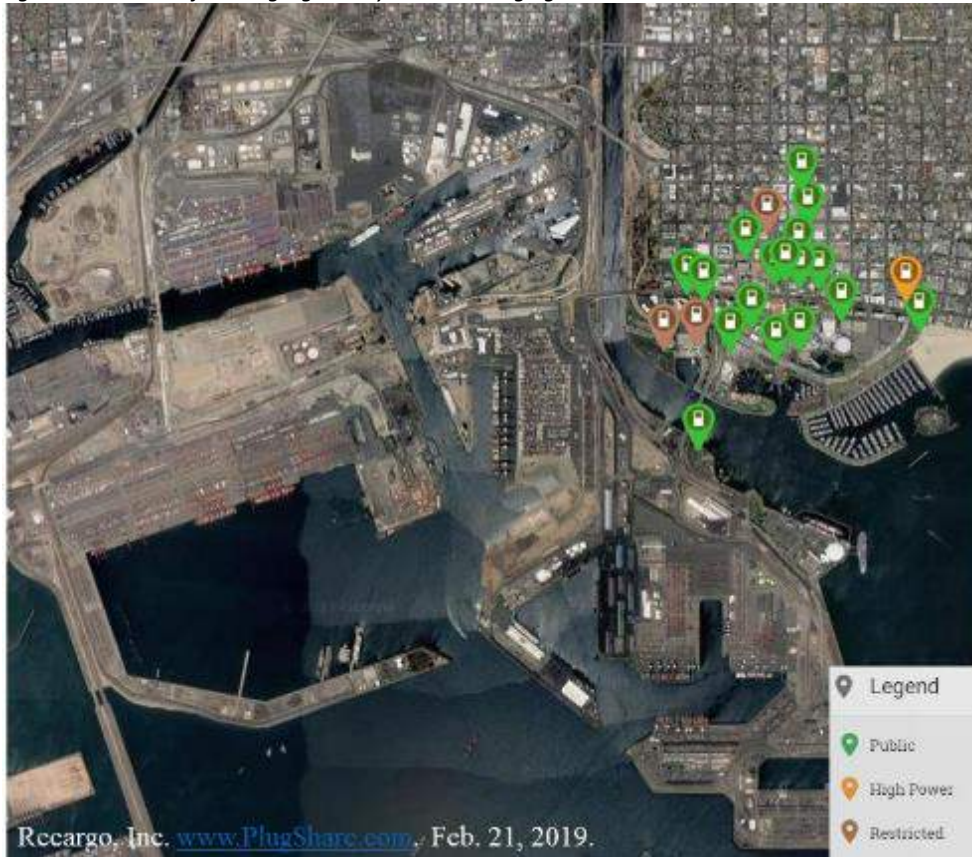 Legend
Public
High Power
Restricted
Recargo, Inc. www.PlugShare.com. Feb. 21, 2019.